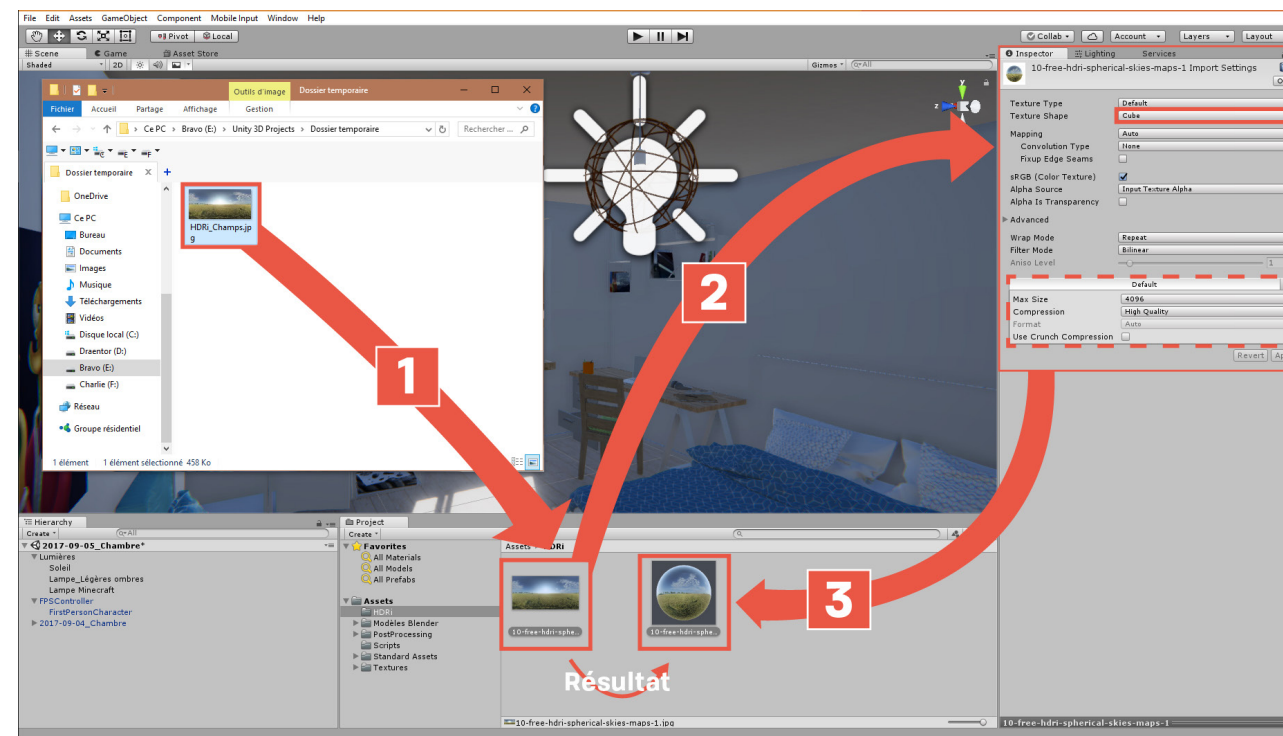 File Edit Assets GameObject Component Mobile Input Window Help
Pivot Local Collab Account Layers Layout
Scene Game Asset Store
Shaded 2D Gizmos All
Outils d'image Dossier temporaire
Fichier Accueil Partage Affichage Gestion
Ce PC > Bravo (E:) > Unity 3D Projects > Dossier temporaire Rechercher ...
Dossier temporaire X +
OneDrive
Ce PC
Bureau
Documents
Images
Musique
Téléchargements
Vidéos
Disque local (C:)
Draentor (D:)
Bravo (E:)
Charlie (F:)
Réseau
Groupe résidentiel
1 élément 1 élément sélectionné 458 Ko
HDRi_Champs.jp
g
y
z
1
2
3
Inspector Lighting Services
10-free-hdri-spherical-skies-maps-1 Import Settings
Texture Type Default
Texture Shape Cube
Mapping Auto
Convolution Type None
Fixup Edge Seams
sRGB (Color Texture)
Alpha Source Input Texture Alpha
Alpha Is Transparency
Advanced
Wrap Mode Repeat
Filter Mode Bilinear
Aniso Level 1
Default
Max Size 4096
Compression High Quality
Format Auto
Use Crunch Compression
Revert
Hierarchy
Create All
2017-09-05_Chambre*
Lumières
Soleil
Lampe_Légères ombres
Lampe Minecraft
FPSController
FirstPersonCharacter
2017-09-04_Chambre
Project
Create
Favorites
All Materials
All Models
All Prefabs
Assets
HDRi
Modèles Blender
PostProcessing
Scripts
Standard Assets
Textures
Assets
10-free-hdri-sphe..
10-free-hdri-sphe..
Résultat
10-free-hdri-spherical-skies-maps-1.jpg
10-free-hdri-spherical-skies-maps-1